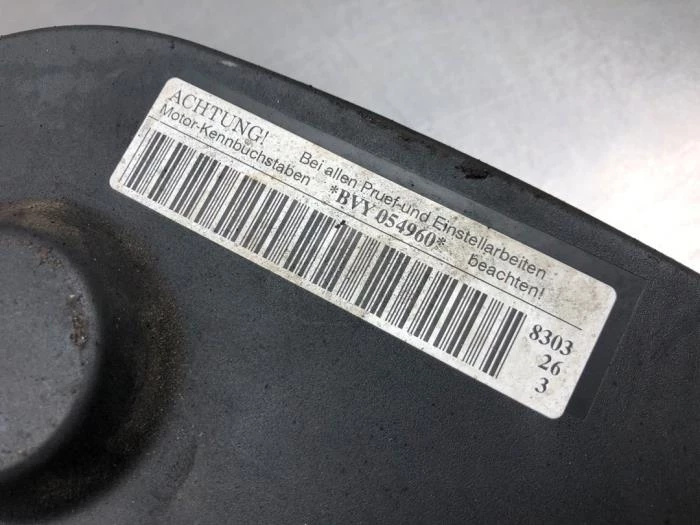 ACHTUNG! Bei allen Pruef-und Einstellarbeiten
Motor-Kennbuchstaben *BVY 054960* beachten!
8303
26
3